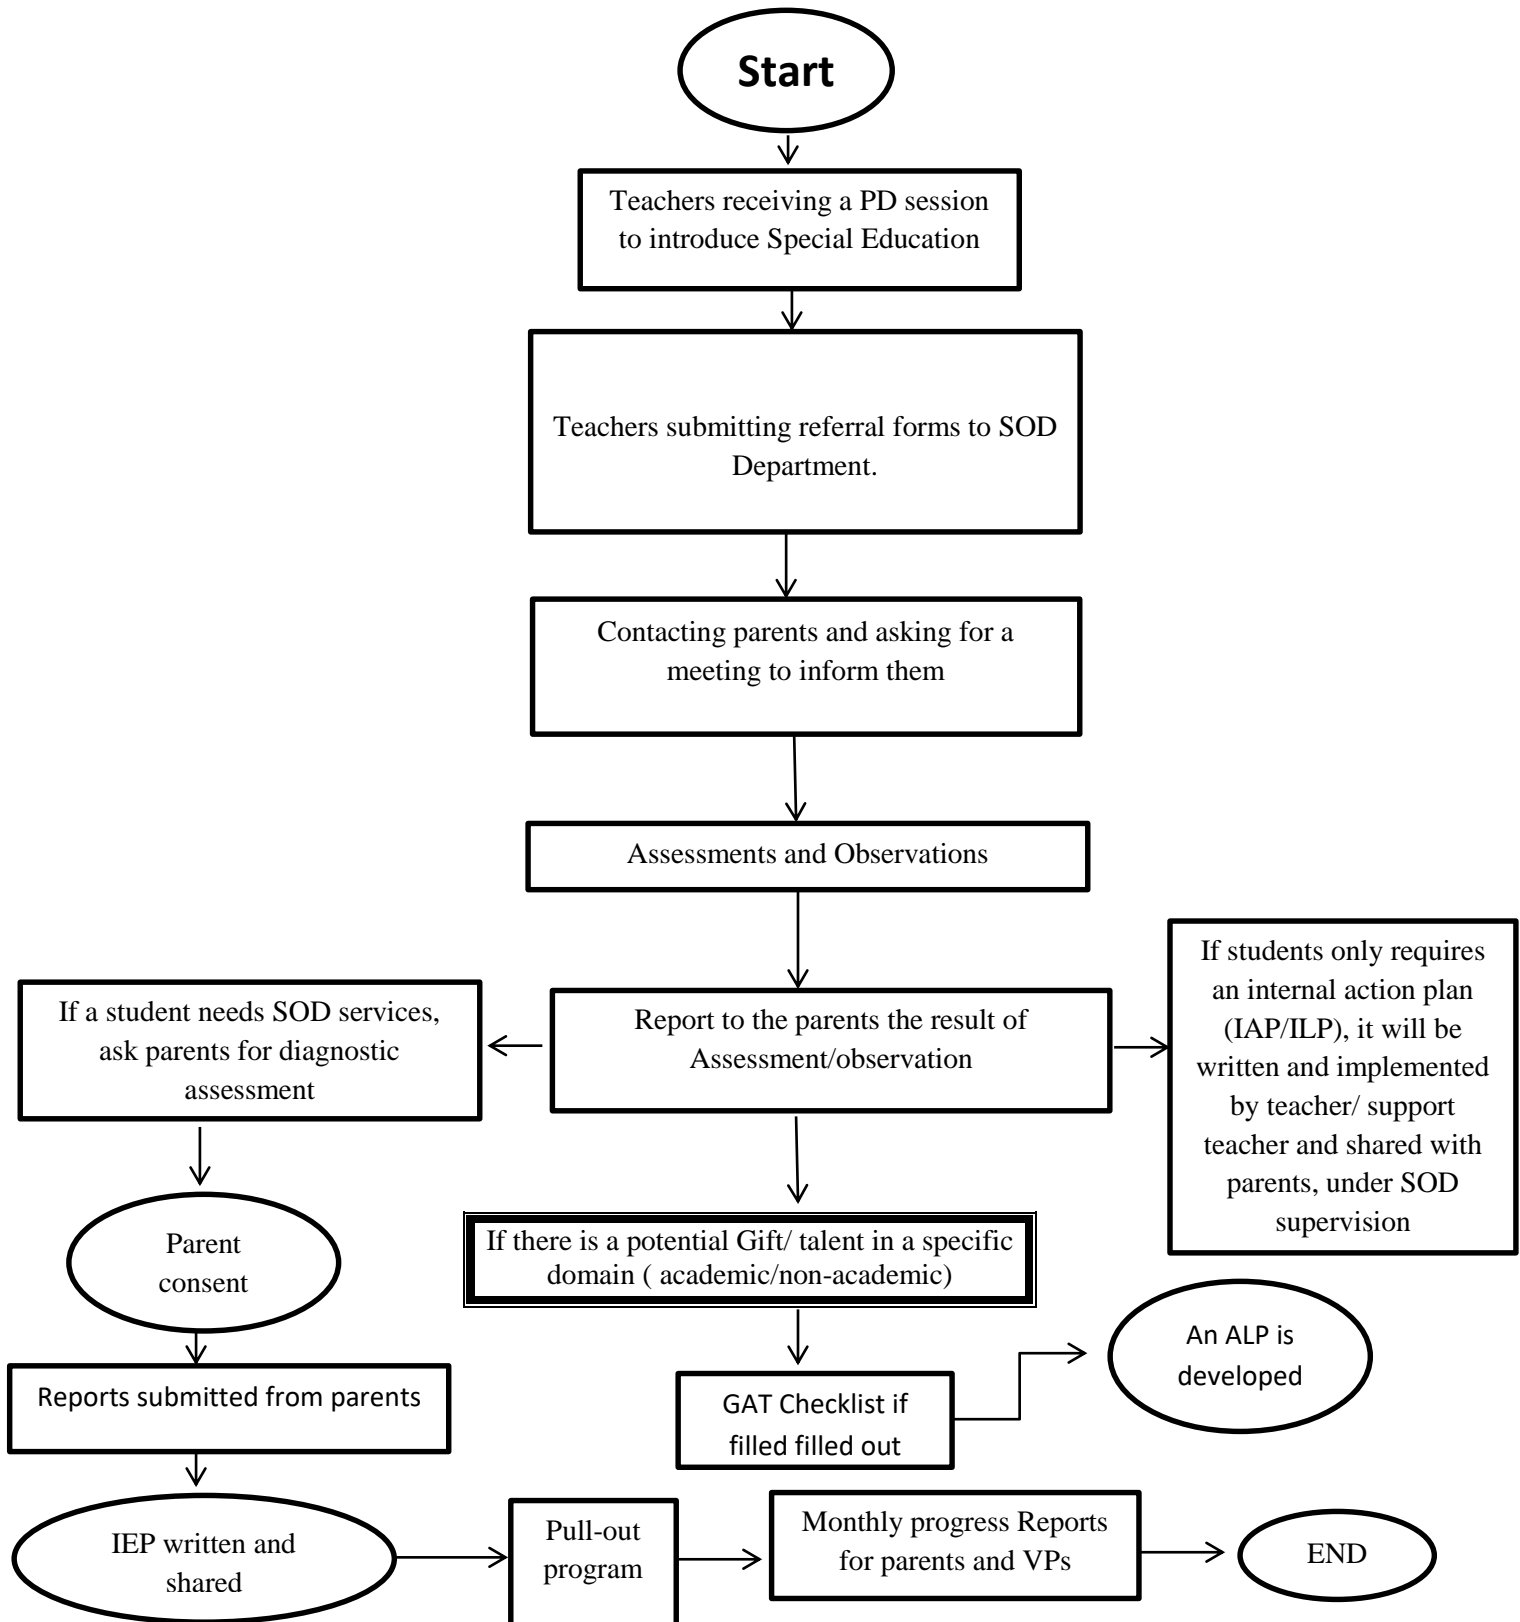 Start
Teachers receiving a PD session
to introduce Special Education
Teachers submitting referral forms to SOD
Department.
Contacting parents and asking for a
meeting to inform them
Assessments and Observations
If a student needs SOD services,
ask parents for diagnostic
assessment
Report to the parents the result of
Assessment/observation
If students only requires
an internal action plan
(IAP/ILP), it will be
written and implemented
by teacher/ support
teacher and shared with
parents, under SOD
supervision
Parent
consent
If there is a potential Gift/ talent in a specific
domain ( academic/non-academic)
An ALP is
developed
Reports submitted from parents
GAT Checklist if
filled filled out
IEP written and
shared
Pull-out
program
Monthly progress Reports
for parents and VPs
END